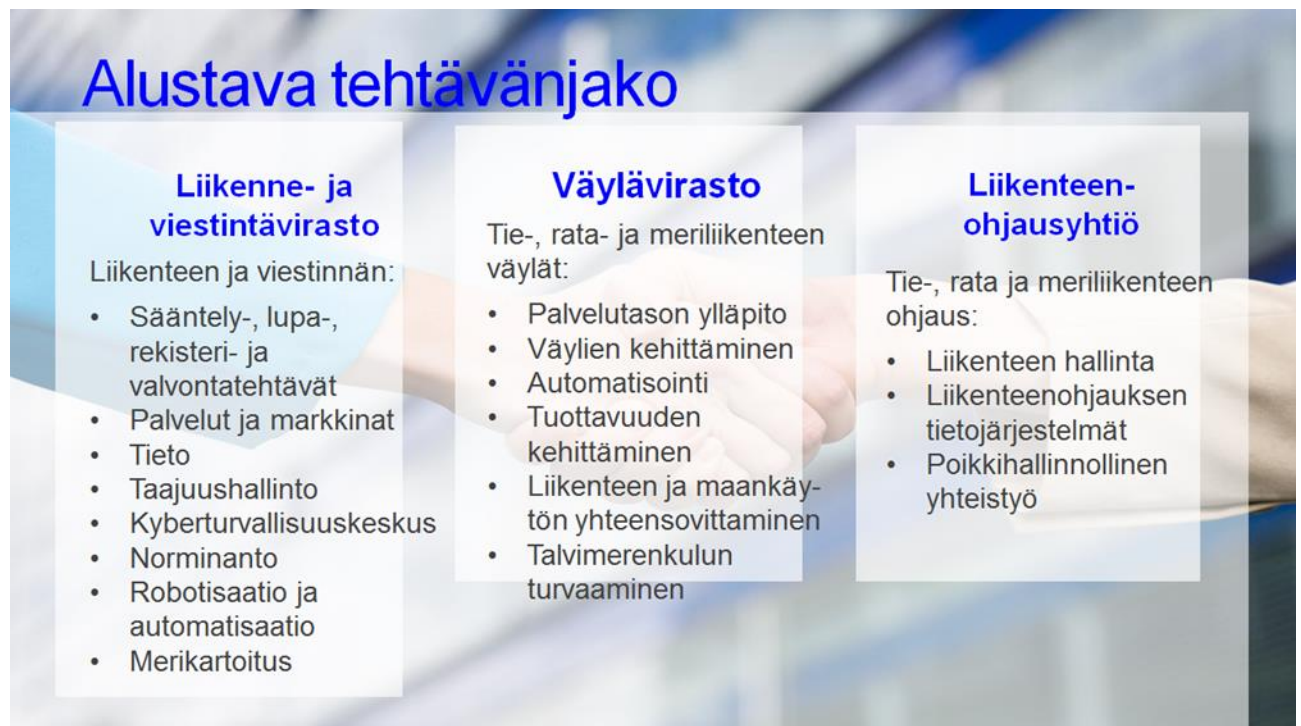 Alustava tehtävänjako
Liikenne- ja
viestintävirasto
Liikenteen ja viestinnän:
• Sääntely-, lupa-,
rekisteri- ja
valvontatehtävät
• Palvelut ja markkinat
• Tieto
• Taajuushallinto
• Kyberturvallisuuskeskus
• Norminanto
• Robotisaatio ja
automatisaatio
• Merikartoitus
Väylävirasto
Tie-, rata- ja meriliikenteen
väylät:
• Palvelutason ylläpito
• Väylien kehittäminen
• Automatisointi
• Tuottavuuden
kehittäminen
• Liikenteen ja maankäy-
tön yhteensovittaminen
• Talvimerenkulun
turvaaminen
Liikenteen-
ohjausyhtiö
Tie-, rata ja meriliikenteen
ohjaus:
• Liikenteen hallinta
• Liikenteenohjauksen
tietojärjestelmät
• Poikkihallinnollinen
yhteistyö